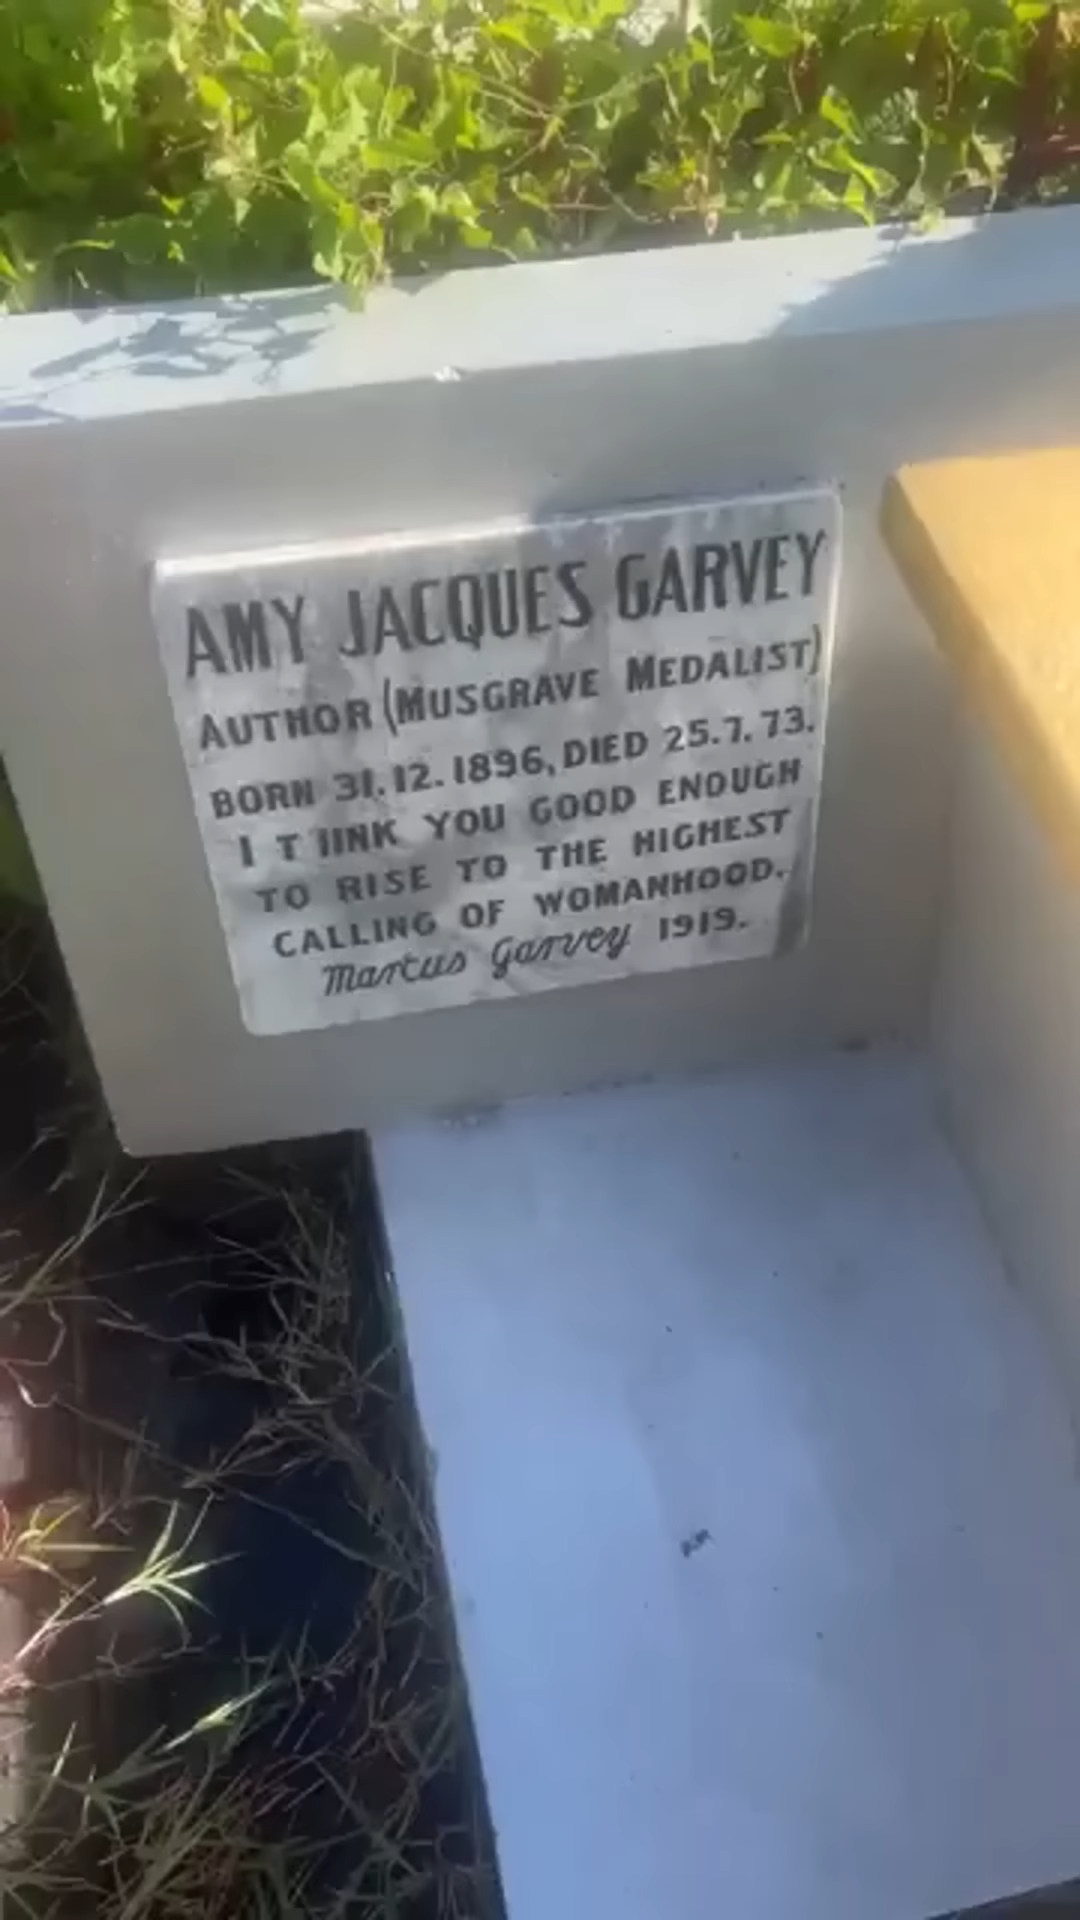 AMY JACQUES GARVEY
AUTHOR (MUSGRAVE MEDALIST)
BORN 31.12.1896, DIED 25.7.73.
I THINK YOU GOOD ENOUGH
TO RISE TO THE HIGHEST
CALLING OF WOMANHOOD.
Marcus Garvey 1919.